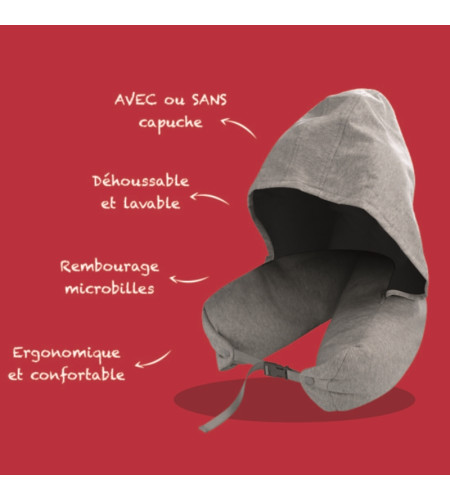 AVEC ou SANS
capuche
Déhoussable
et lavable
Rembourage
microbilles
Ergonomique
et confortable